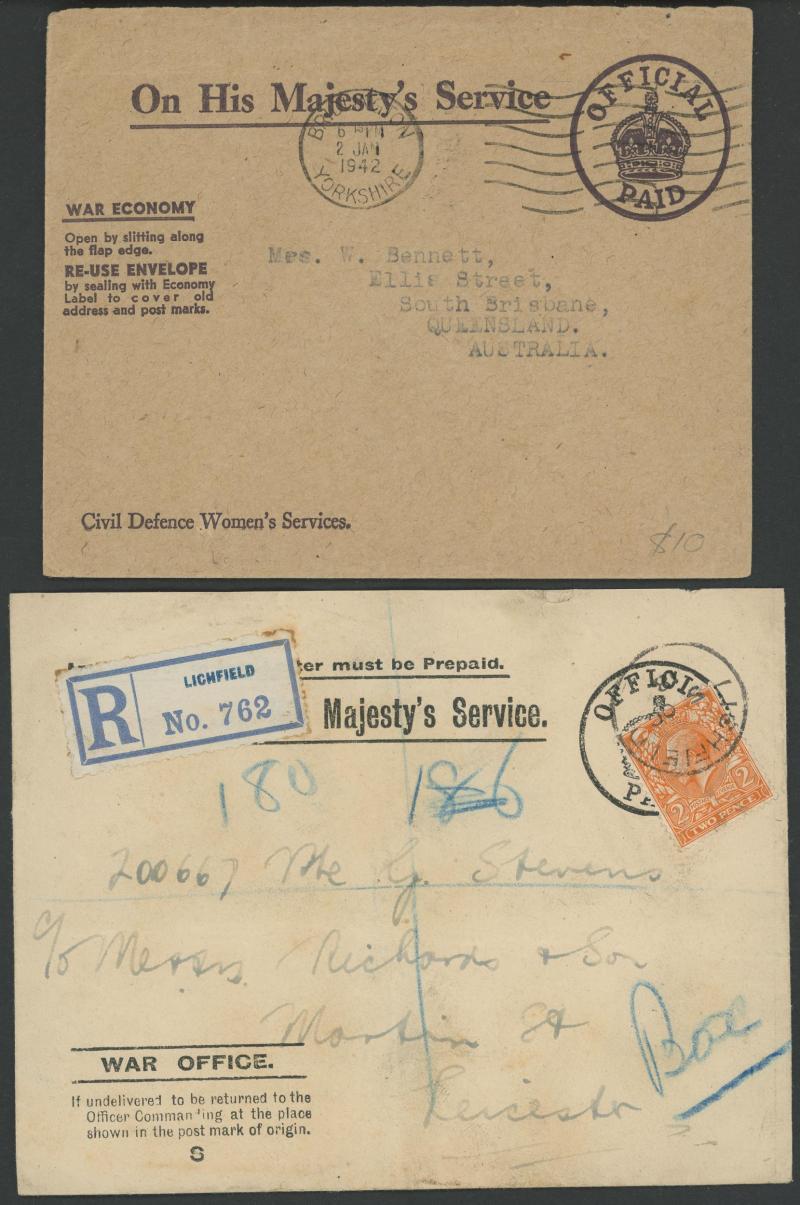 On His Majesty's Service
OFFICIAL
PAID
6 PM
2 JAN
1942
YORKSHIRE
WAR ECONOMY
Open by slitting along
the flap edge.
RE-USE ENVELOPE
by sealing with Economy
Label to cover old
address and post marks.
Mrs. W. Bennett,
Ellis Street,
South Brisbane,
QUEENSLAND.
AUSTRALIA.
Civil Defence Women's Services.
$10
ter must be Prepaid.
Majesty's Service.
R
LICHFIELD
No. 762
OFFICI
P
LICHFIELD
2 2
TWO PENCE
180 186
200667 Pte G. Stevens
c/o Messrs Richards & Son
Martin St
Leicester
WAR OFFICE.
If undelivered to be returned to the
Officer Commanding at the place
shown in the post mark of origin.
S